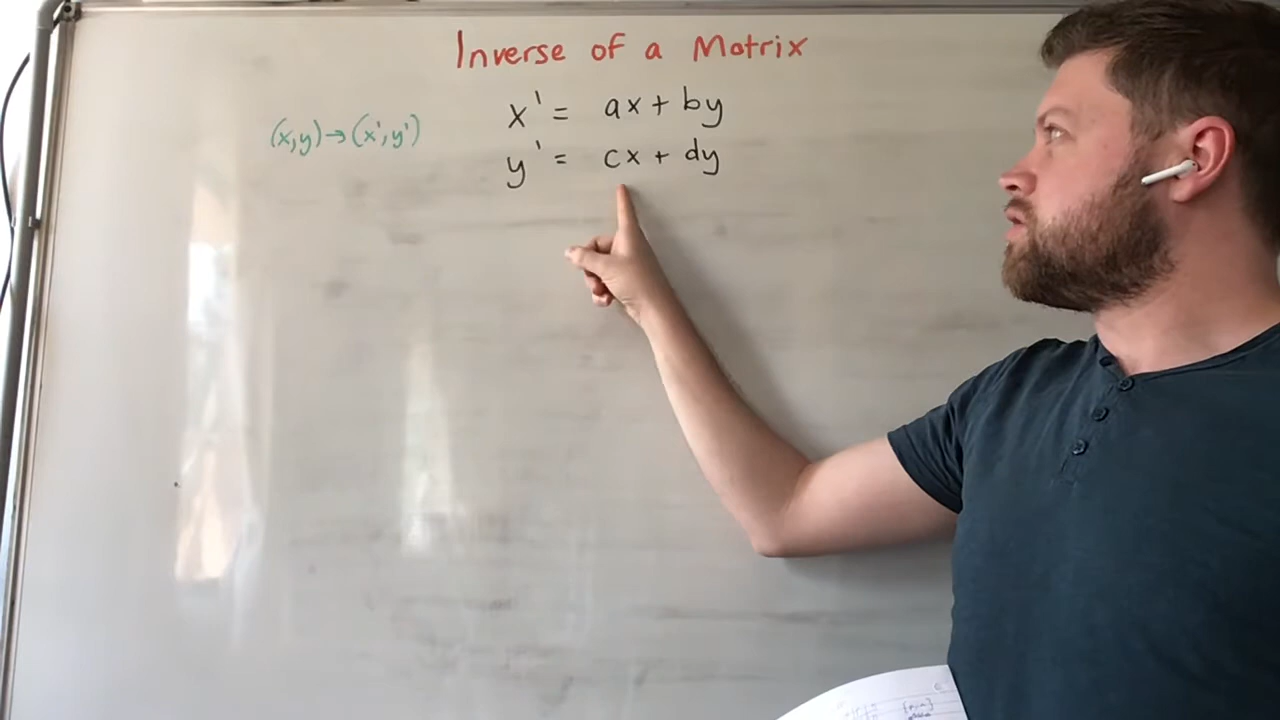 Inverse of a Matrix
(x,y)→(x',y')
x' = ax + by
y' = cx + dy